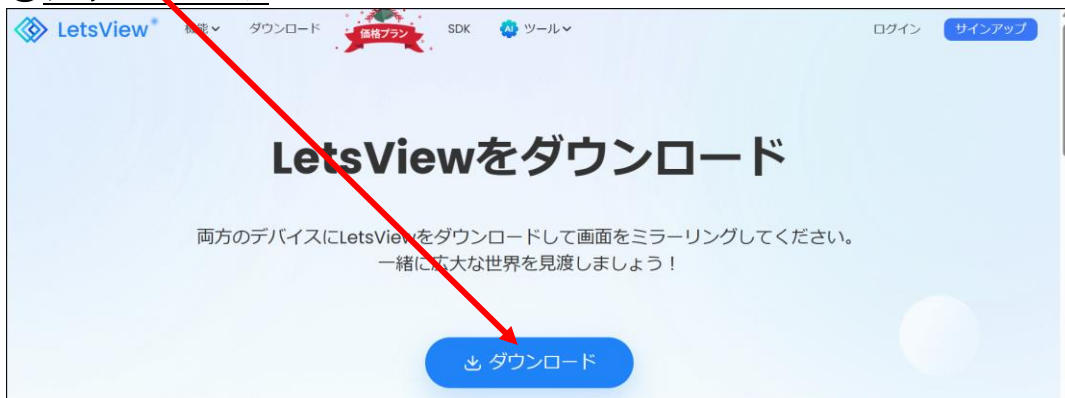 LetsView
機能 ダウンロード 価格プラン SDK AI ツール ログイン サインアップ
LetsViewをダウンロード
両方のデバイスにLetsViewをダウンロードして画面をミラーリングしてください。
一緒に広大な世界を見渡しましょう！
ダウンロード